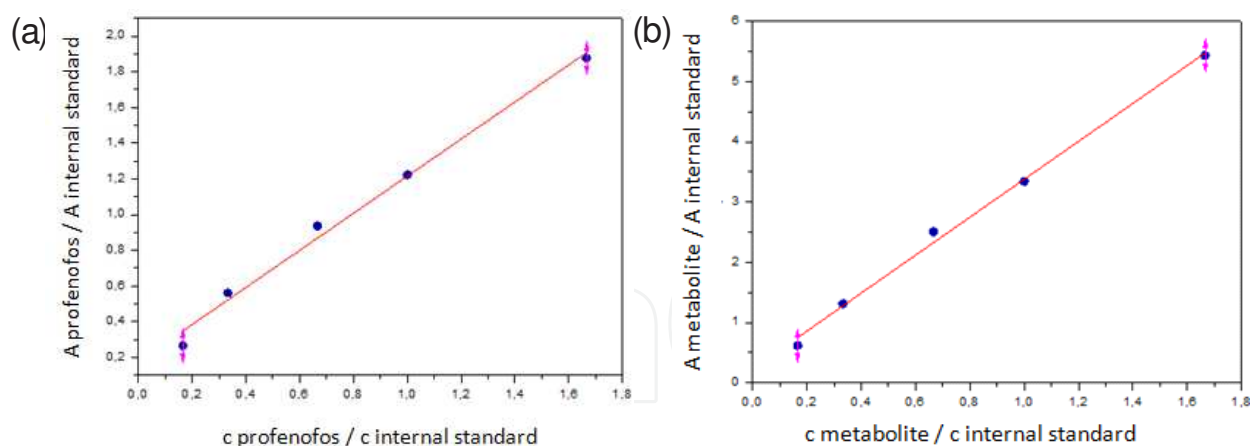 (a)
A profenofos / A internal standard
2,0
1,8
1,6
1,4
1,2
1,0
0,8
0,6
0,4
0,2
0,0 0,2 0,4 0,6 0,8 1,0 1,2 1,4 1,6 1,8
c profenofos / c internal standard
(b)
A metabolite / A internal standard
6
5
4
3
2
1
0
0,0 0,2 0,4 0,6 0,8 1,0 1,2 1,4 1,6 1,8
c metabolite / c internal standard